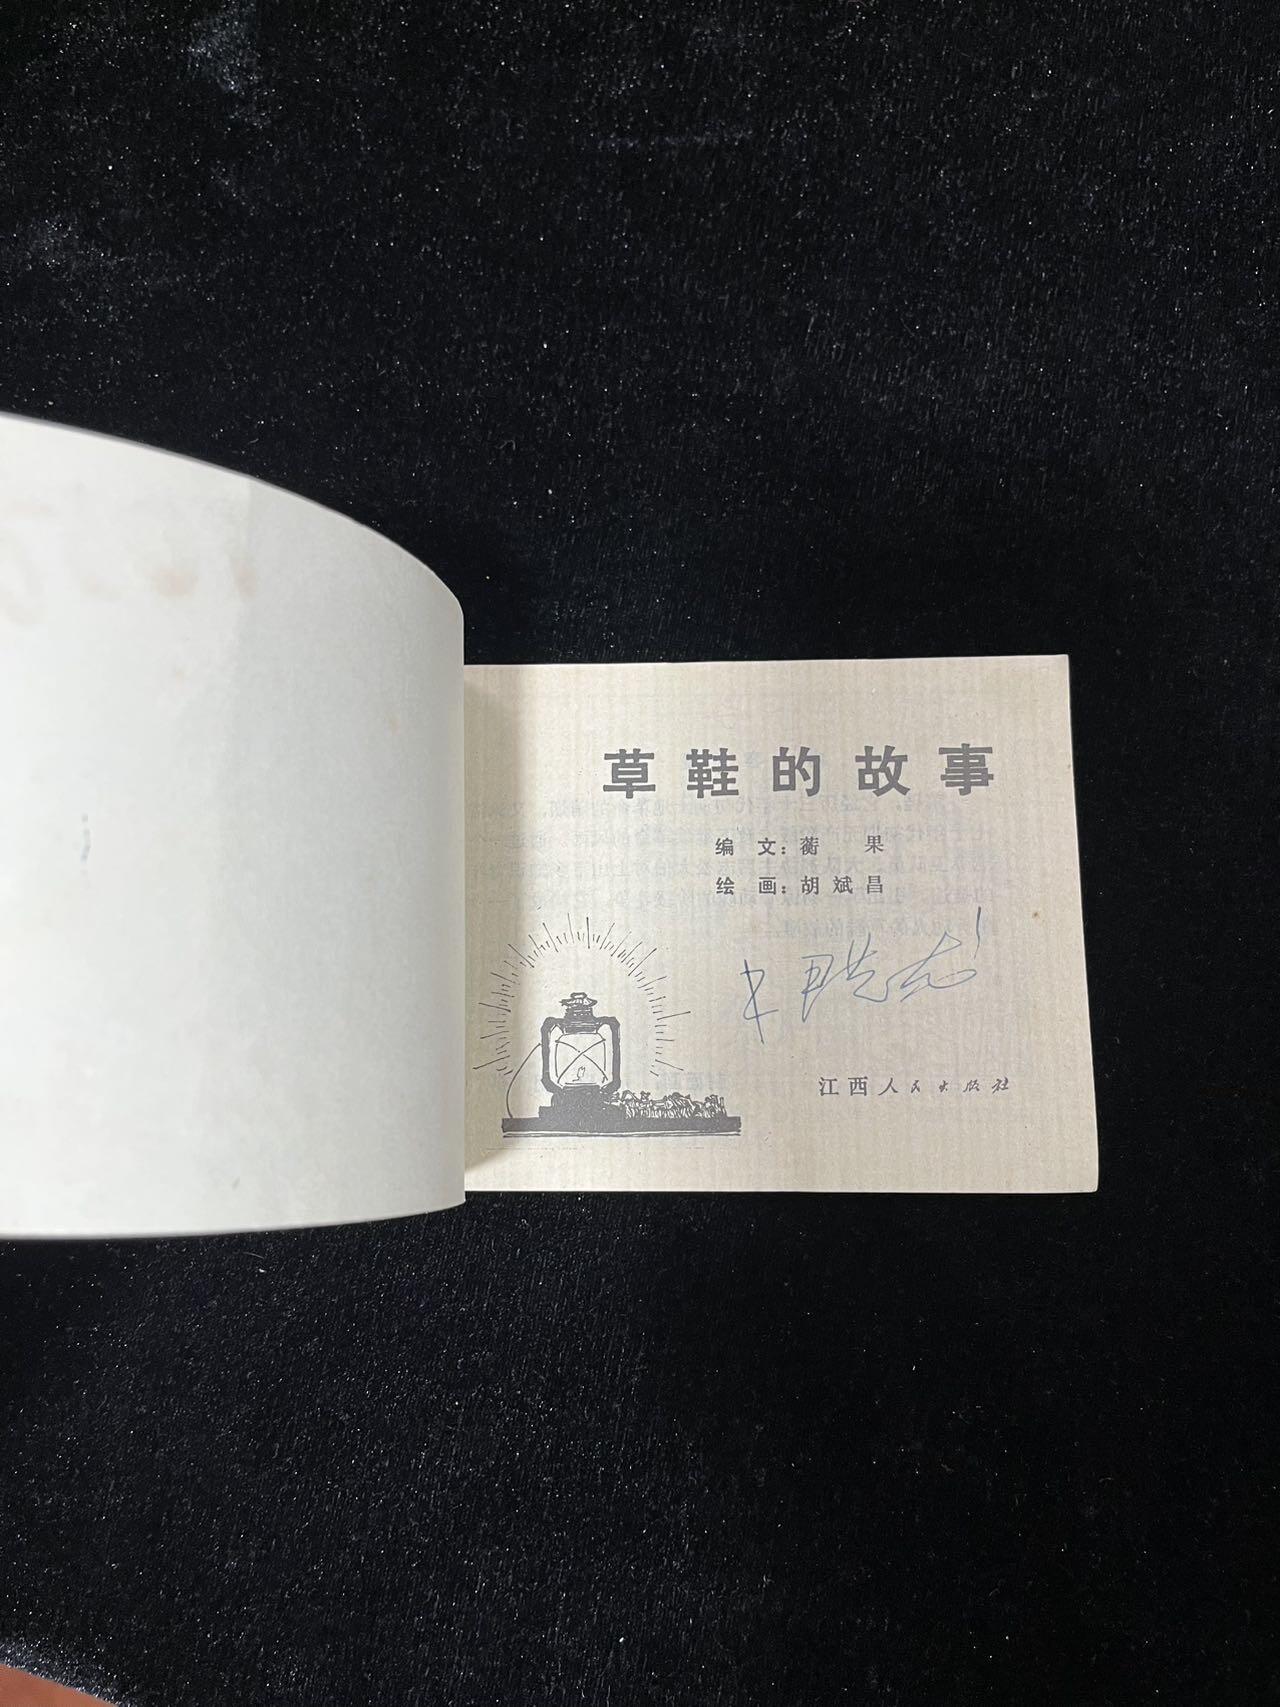 草鞋的故事
编 文：蘅 果
绘 画：胡 斌 昌
江西人民出版社